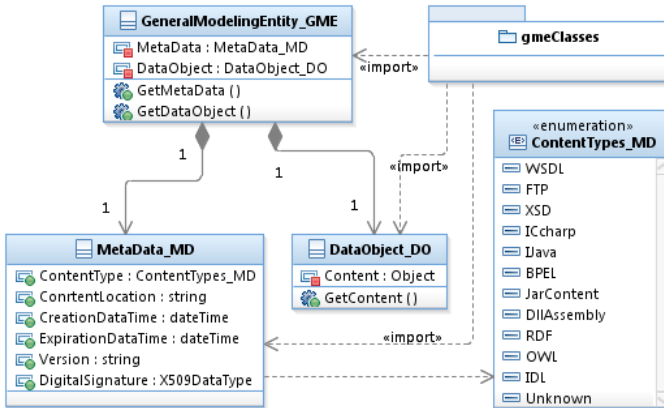 GeneralModelingEntity_GME
MetaData : MetaData_MD
DataObject : DataObject_DO
GetMetaData ( )
GetDataObject ( )
gmeClasses
«import»
«import»
«import»
1
1
1
1
«enumeration»
ContentTypes_MD
WSDL
FTP
XSD
ICcharp
IJava
BPEL
JarContent
DllAssembly
RDF
OWL
IDL
Unknown
MetaData_MD
ContentType : ContentTypes_MD
ConrtentLocation : string
CreationDataTime : dateTime
ExpirationDataTime : dateTime
Version : string
DigitalSignature : X509DataType
DataObject_DO
Content : Object
GetContent ( )